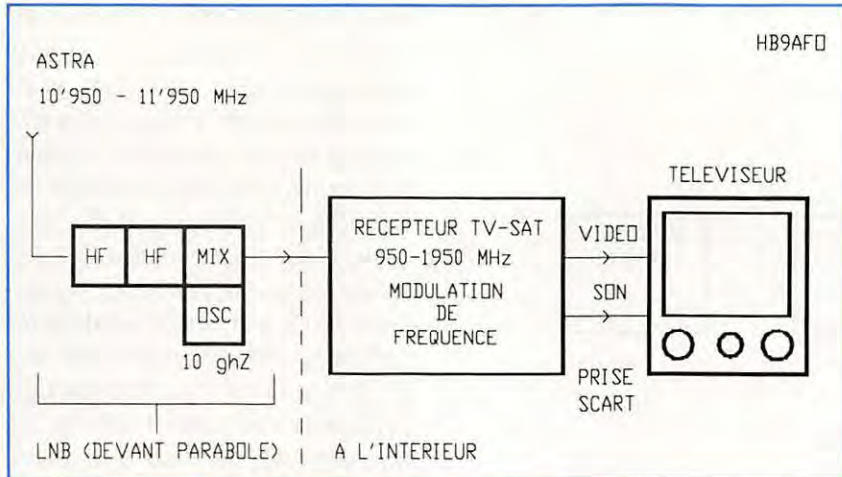 HB9AFO
ASTRA
10'950 - 11'950 MHz
TELEVISEUR
HF
HF
MIX
OSC
10 ghZ
RECEPTEUR TV-SAT
950-1950 MHz
MODULATION
DE
FREQUENCE
VIDEO
SON
PRISE
SCART
LNB (DEVANT PARABOLE)
A L'INTERIEUR